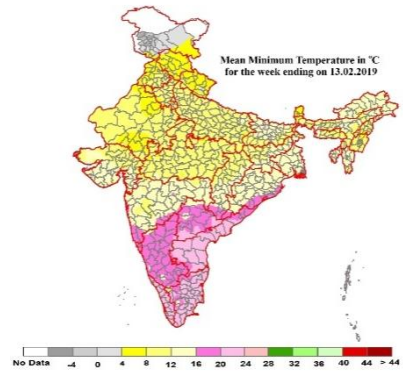 Mean Minimum Temperature in °C
for the week ending on 13.02.2019
No Data -4 0 4 8 12 16 20 24 28 32 36 40 44 > 44